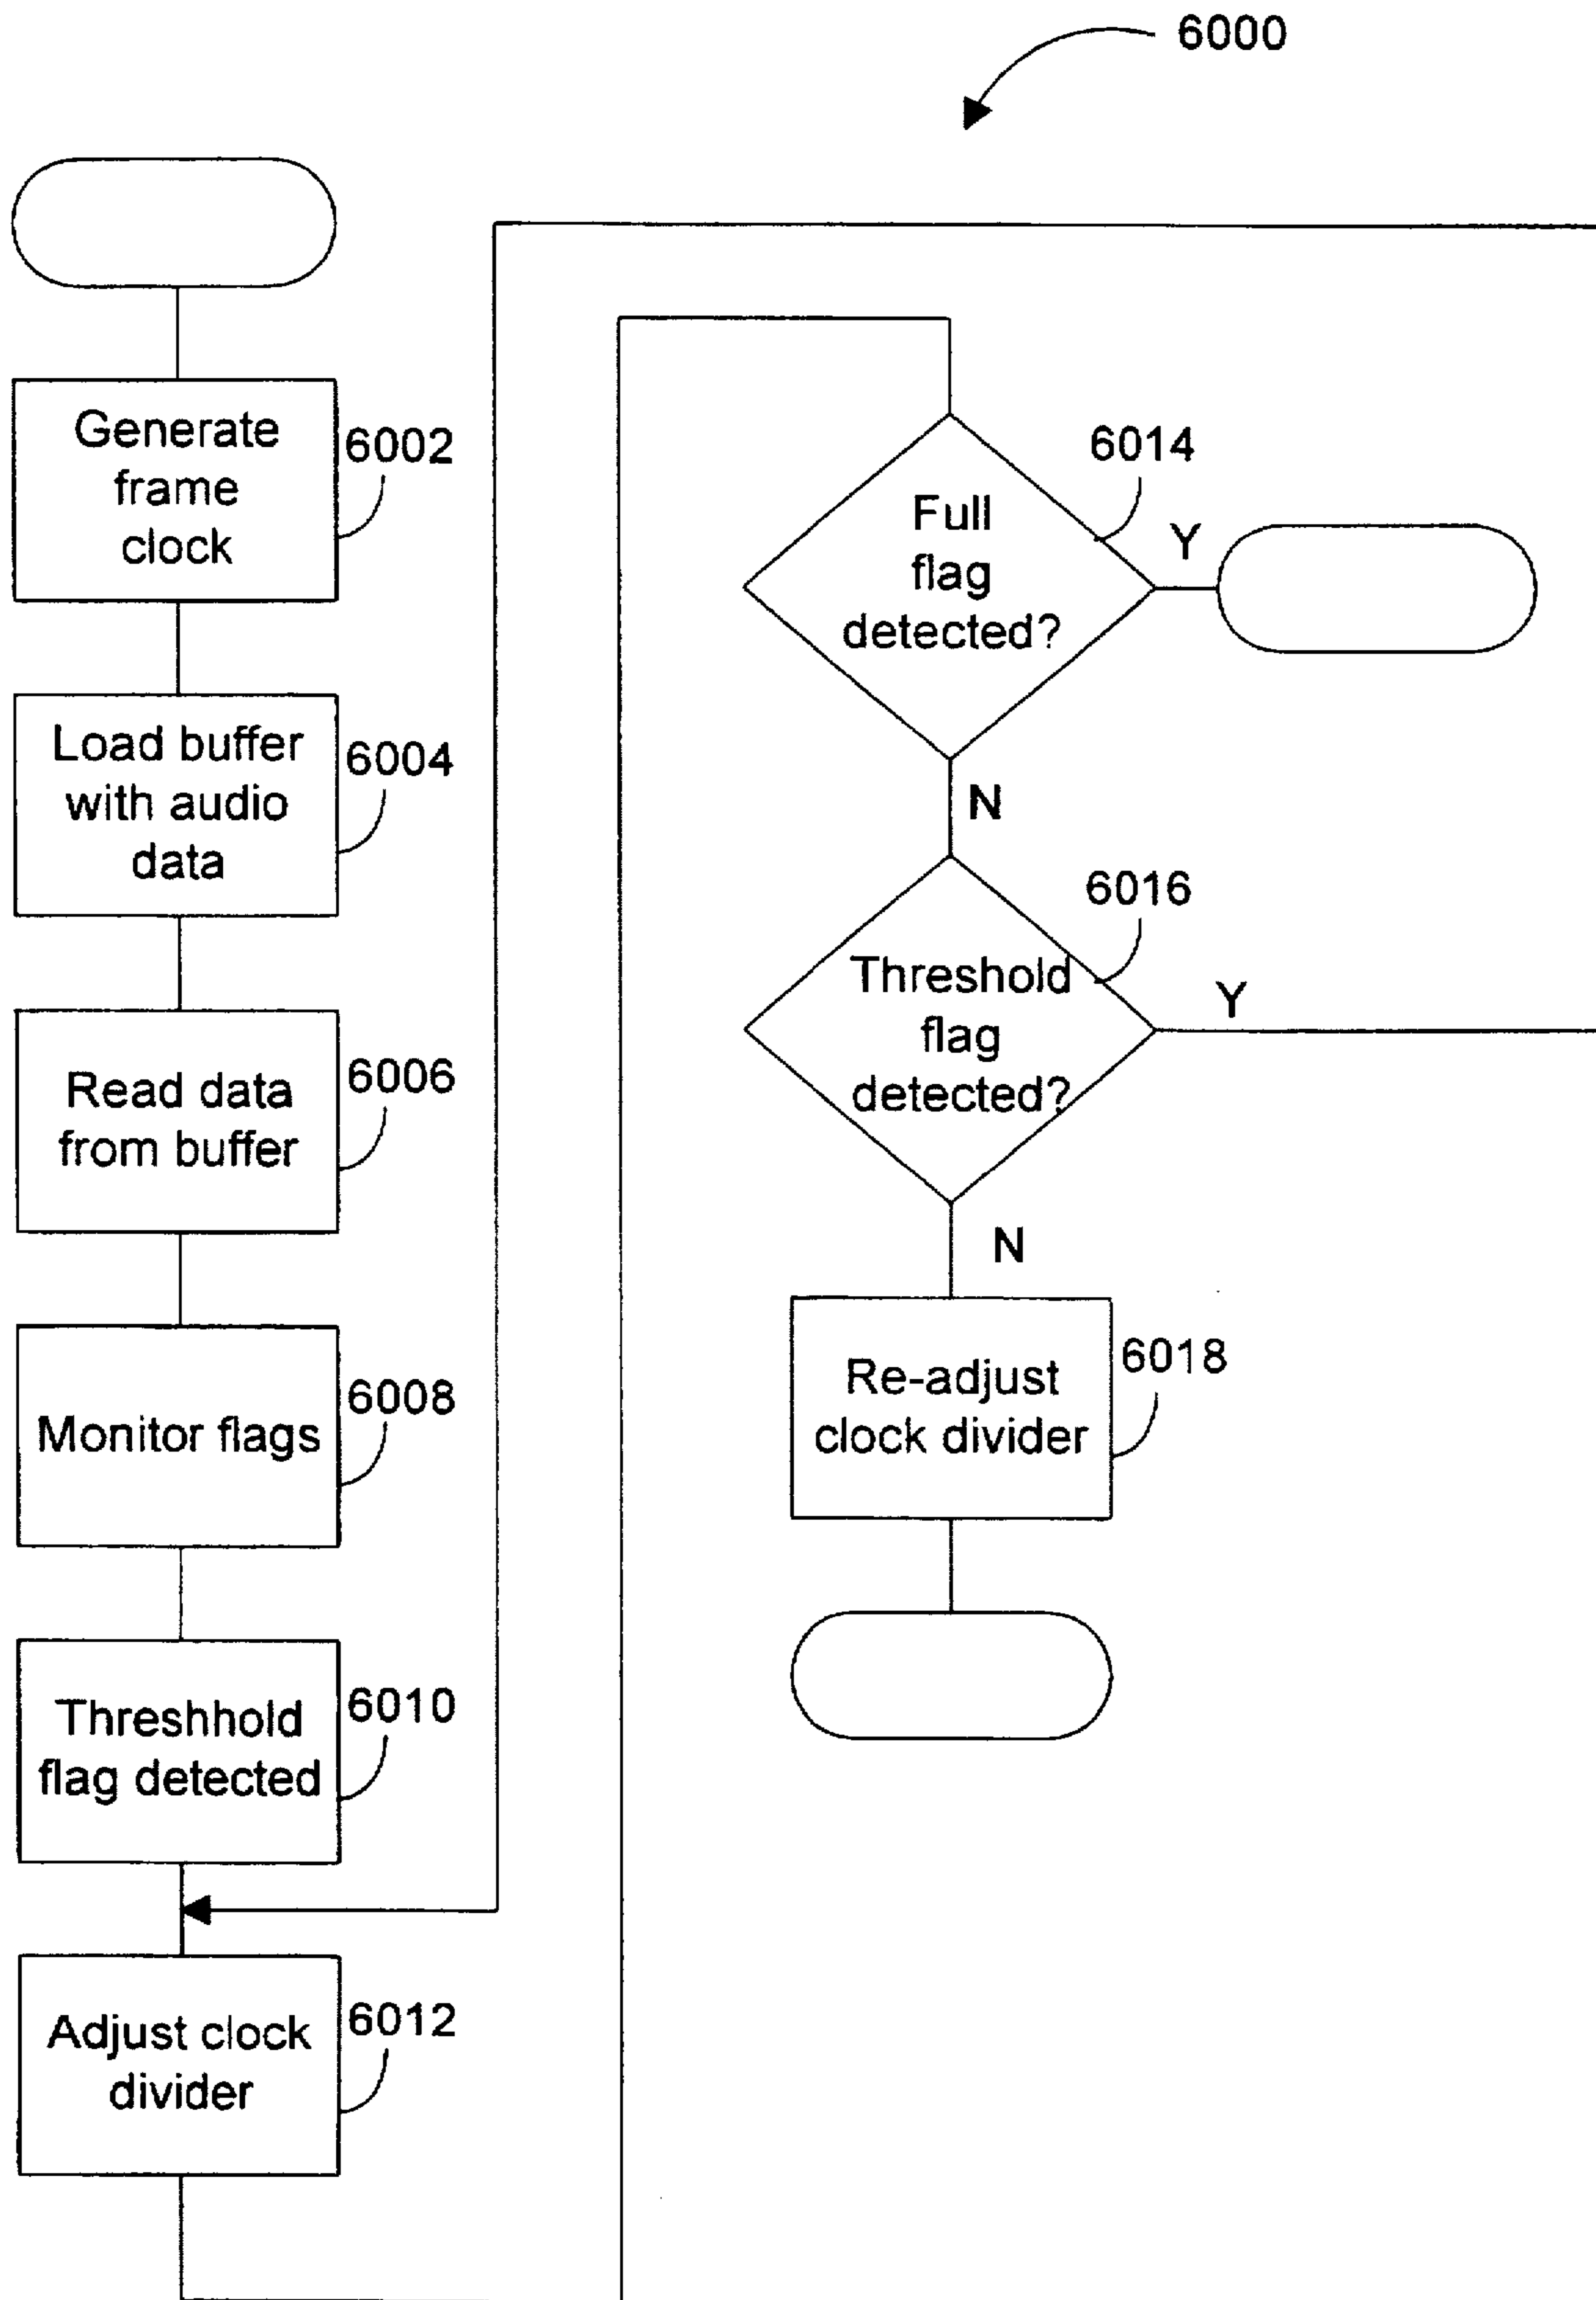 6000
Generate
frame
clock
6002
Load buffer
with audio
data
6004
Read data
from buffer
6006
Monitor flags
6008
Threshhold
flag detected
6010
Adjust clock
divider
6012
Full
flag
detected?
6014
Y
N
Threshold
flag
detected?
6016
Y
N
Re-adjust
clock divider
6018